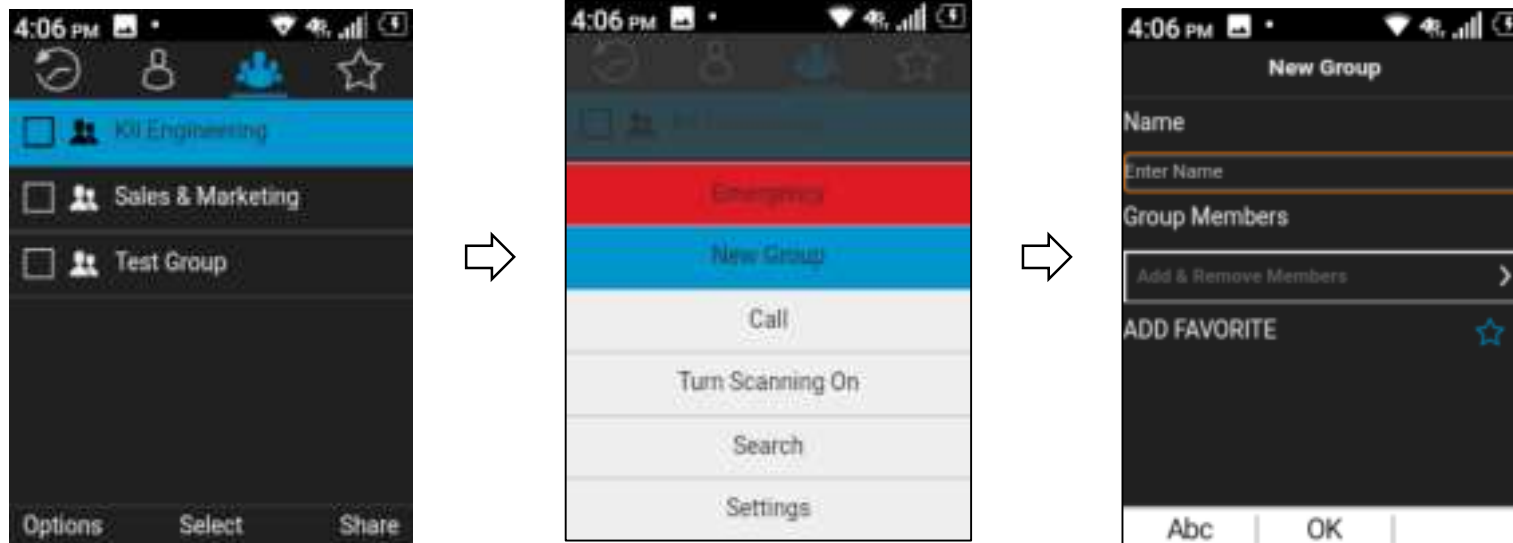 4:06 PM
KII Engineering
Sales & Marketing
Test Group
Options Select Share
4:06 PM
Emergency
New Group
Call
Turn Scanning On
Search
Settings
4:06 PM
New Group
Name
Enter Name
Group Members
Add & Remove Members
ADD FAVORITE
Abc OK